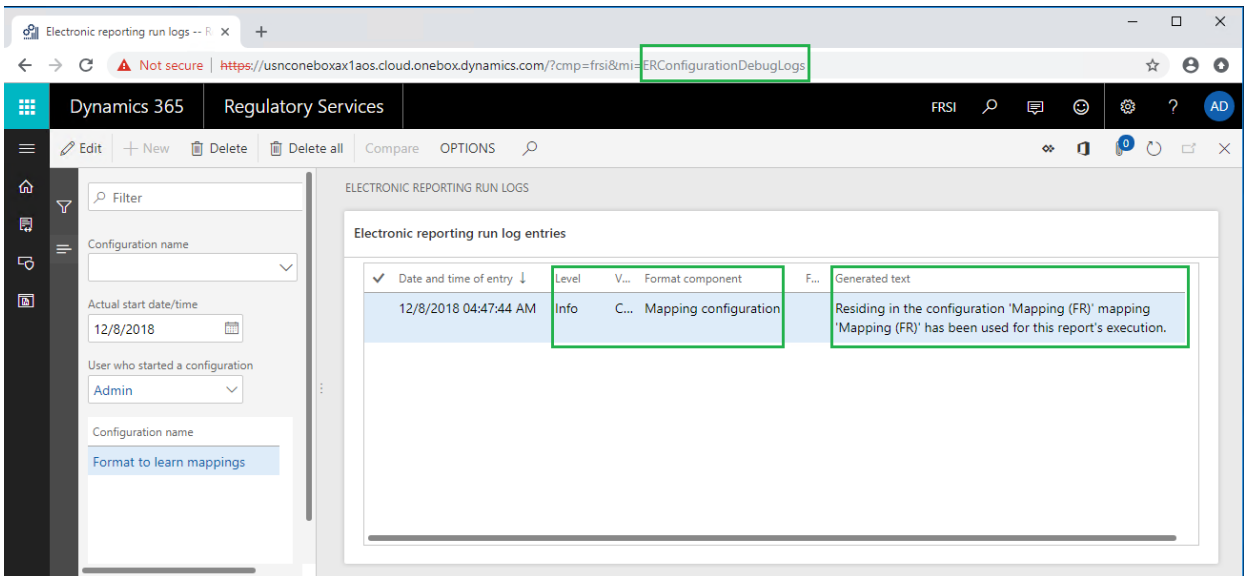 Electronic reporting run logs -- R
Not secure | https://usnconeboxax1aos.cloud.onebox.dynamics.com/?cmp=frsi&mi=ERConfigurationDebugLogs
Dynamics 365 Regulatory Services FRSI ? AD
Edit New Delete Delete all Compare OPTIONS 0
Filter
Configuration name
Actual start date/time
12/8/2018
User who started a configuration
Admin
Configuration name
Format to learn mappings
ELECTRONIC REPORTING RUN LOGS
Electronic reporting run log entries
Date and time of entry Level V... Format component F... Generated text
12/8/2018 04:47:44 AM Info C... Mapping configuration Residing in the configuration 'Mapping (FR)' mapping
'Mapping (FR)' has been used for this report's execution.